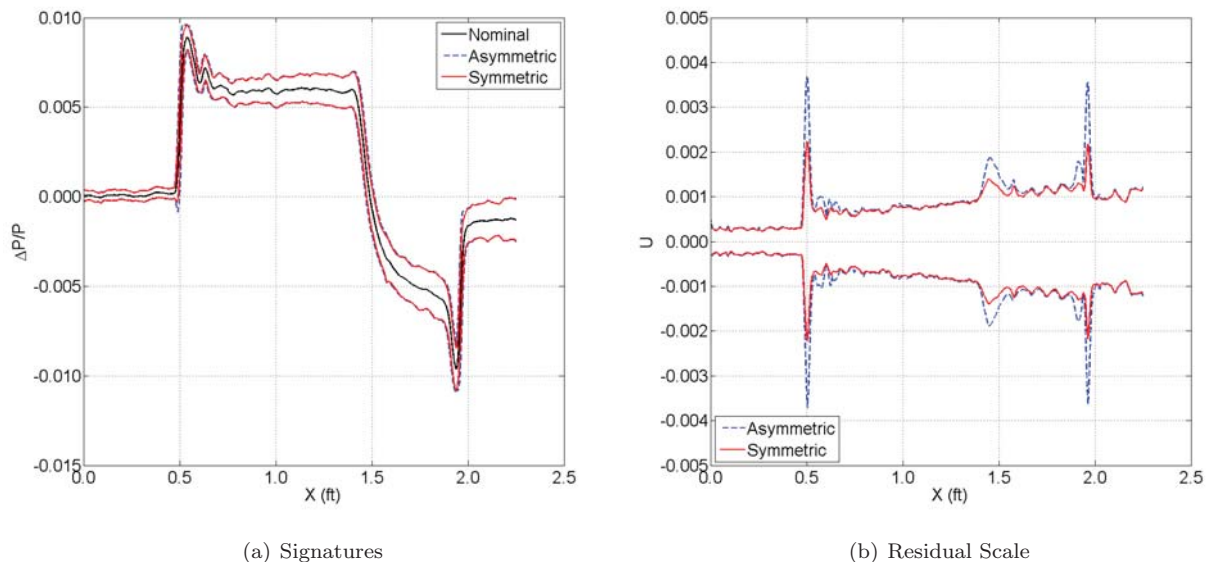 0.010
0.005
0.000
-0.005
-0.010
-0.015
ΔP/P
0.0 0.5 1.0 1.5 2.0 2.5
X (ft)
Nominal
Asymmetric
Symmetric
(a) Signatures
0.005
0.004
0.003
0.002
0.001
0.000
-0.001
-0.002
-0.003
-0.004
-0.005
U
0.0 0.5 1.0 1.5 2.0 2.5
X (ft)
Asymmetric
Symmetric
(b) Residual Scale